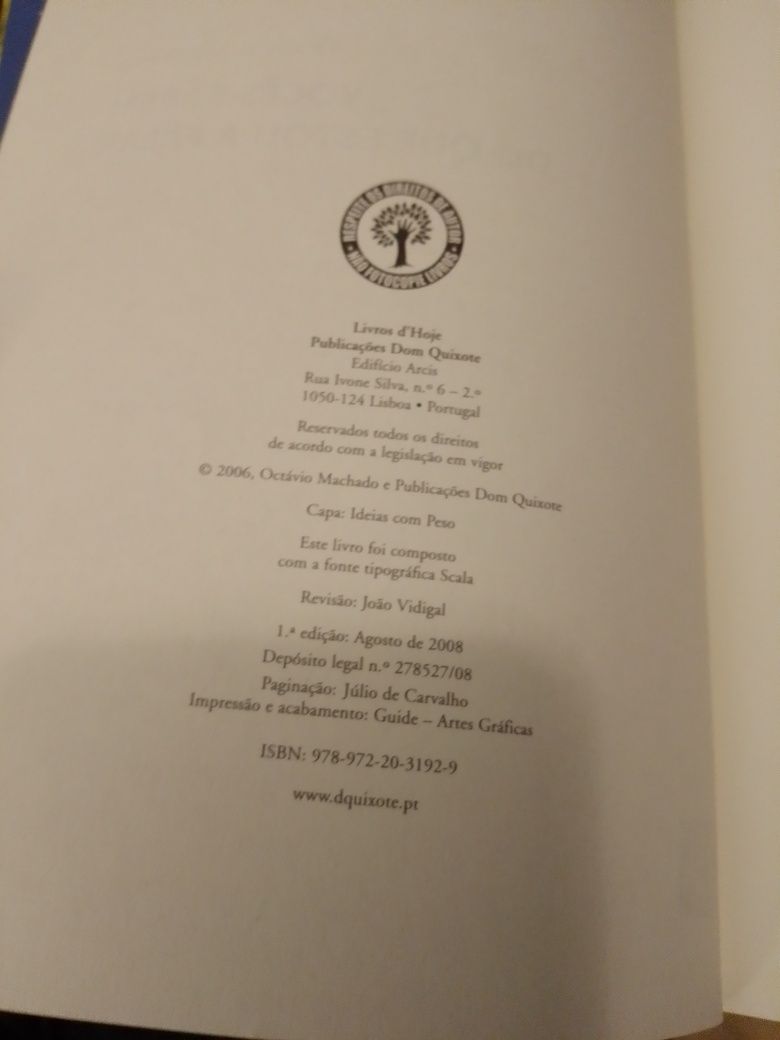 RESPEITE OS DIREITOS DE AUTOR
NÃO FOTOCOPIE LIVROS
Livros d'Hoje
Publicações Dom Quixote
Edifício Arcis
Rua Ivone Silva, n.º 6 – 2.º
1050-124 Lisboa • Portugal
Reservados todos os direitos
de acordo com a legislação em vigor
© 2006, Octávio Machado e Publicações Dom Quixote
Capa: Ideias com Peso
Este livro foi composto
com a fonte tipográfica Scala
Revisão: João Vidigal
1.ª edição: Agosto de 2008
Depósito legal n.º 278527/08
Paginação: Júlio de Carvalho
Impressão e acabamento: Guide – Artes Gráficas
ISBN: 978-972-20-3192-9
www.dquixote.pt